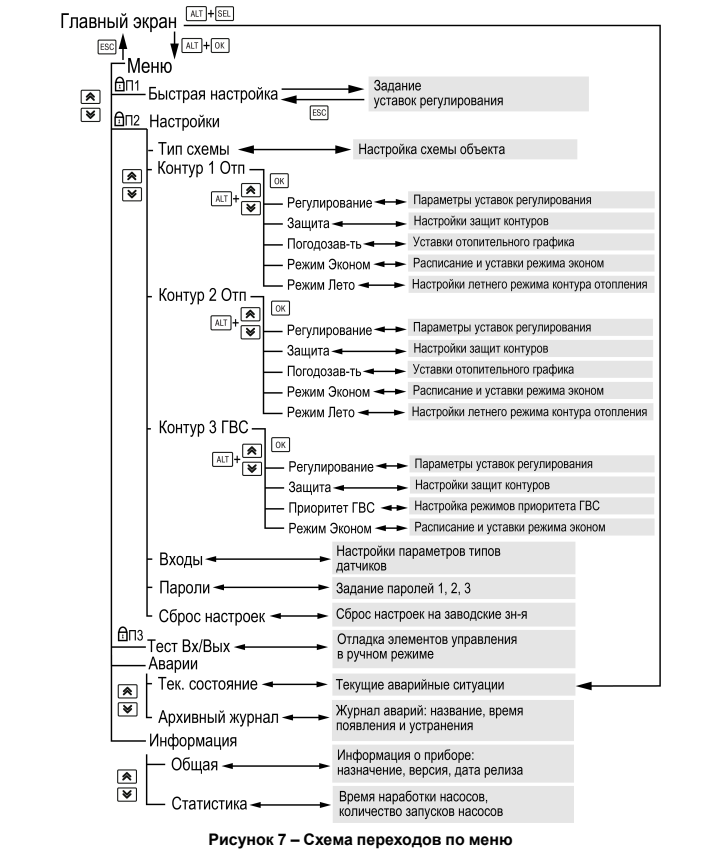 Главный экран
ALT + SEL
ESC
ALT + OK
Меню
П1
Быстрая настройка
Задание
уставок регулирования
ESC
П2
Настройки
Тип схемы
Настройка схемы объекта
Контур 1 Отп
OK
ALT +
Регулирование
Параметры уставок регулирования
Защита
Настройки защит контуров
Погодозав-ть
Уставки отопительного графика
Режим Эконом
Расписание и уставки режима эконом
Режим Лето
Настройки летнего режима контура отопления
Контур 2 Отп
OK
ALT +
Регулирование
Параметры уставок регулирования
Защита
Настройки защит контуров
Погодозав-ть
Уставки отопительного графика
Режим Эконом
Расписание и уставки режима эконом
Режим Лето
Настройки летнего режима контура отопления
Контур 3 ГВС
OK
ALT +
Регулирование
Параметры уставок регулирования
Защита
Настройки защит контуров
Приоритет ГВС
Настройка режимов приоритета ГВС
Режим Эконом
Расписание и уставки режима эконом
Входы
Настройки параметров типов
датчиков
Пароли
Задание паролей 1, 2, 3
Сброс настроек
Сброс настроек на заводские зн-я
П3
Тест Вх/Вых
Отладка элементов управления
в ручном режиме
Аварии
Тек. состояние
Текущие аварийные ситуации
Архивный журнал
Журнал аварий: название, время
появления и устранения
Информация
Общая
Информация о приборе:
назначение, версия, дата релиза
Статистика
Время наработки насосов,
количество запусков насосов
Рисунок 7 – Схема переходов по меню